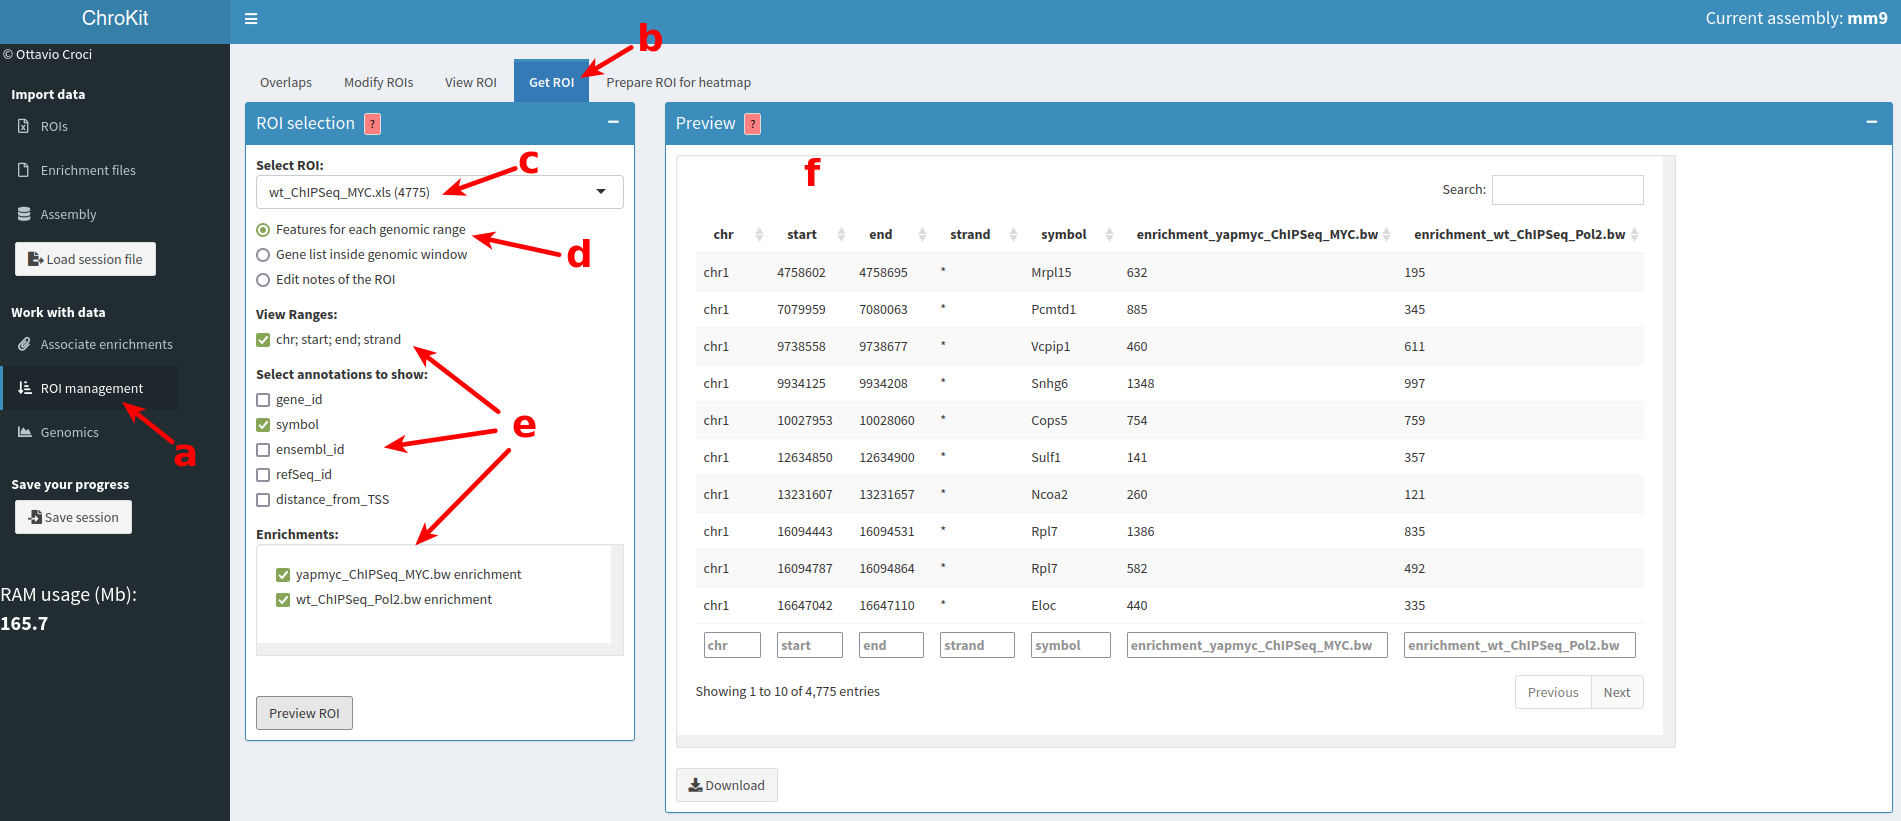 ChroKit
Current assembly: mm9
© Ottavio Croci
Import data
ROIs
Enrichment files
Assembly
Load session file
Work with data
Associate enrichments
ROI management
a
Genomics
Save your progress
Save session
RAM usage (Mb):
165.7
b
Overlaps Modify ROIs View ROI Get ROI Prepare ROI for heatmap
ROI selection ?
Select ROI:
c
wt_ChIPSeq_MYC.xls (4775)
Features for each genomic range
d
Gene list inside genomic window
Edit notes of the ROI
View Ranges:
chr; start; end; strand
Select annotations to show:
gene_id
symbol
e
ensembl_id
refSeq_id
distance_from_TSS
Enrichments:
yapmyc_ChIPSeq_MYC.bw enrichment
wt_ChIPSeq_Pol2.bw enrichment
Preview ROI
Preview ?
f
Search:
chr start end strand symbol enrichment_yapmyc_ChIPSeq_MYC.bw enrichment_wt_ChIPSeq_Pol2.bw
chr1 4758602 4758695 * Mrpl15 632 195
chr1 7079959 7080063 * Pcmtd1 885 345
chr1 9738558 9738677 * Vcpip1 460 611
chr1 9934125 9934208 * Snhg6 1348 997
chr1 10027953 10028060 * Cops5 754 759
chr1 12634850 12634900 * Sulf1 141 357
chr1 13231607 13231657 * Ncoa2 260 121
chr1 16094443 16094531 * Rpl7 1386 835
chr1 16094787 16094864 * Rpl7 582 492
chr1 16647042 16647110 * Eloc 440 335
chr start end strand symbol enrichment_yapmyc_ChIPSeq_MYC.bw enrichment_wt_ChIPSeq_Pol2.bw
Showing 1 to 10 of 4,775 entries
Previous Next
Download